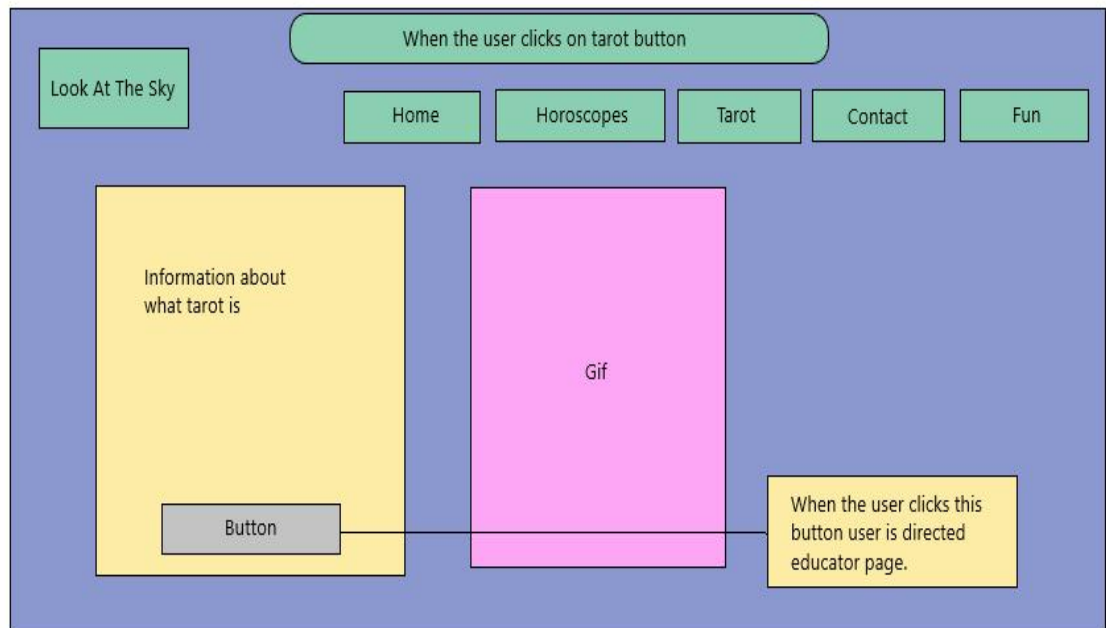 When the user clicks on tarot button
Look At The Sky
Home
Horoscopes
Tarot
Contact
Fun
Information about
what tarot is
Gif
Button
When the user clicks this
button user is directed
educator page.